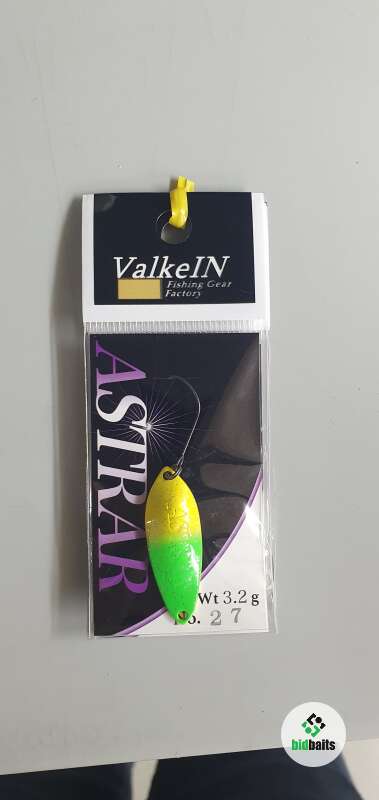 ValkeIN
Fishing Gear
Factory
ASTRAR
Wt 3.2 g
27
bidbaits